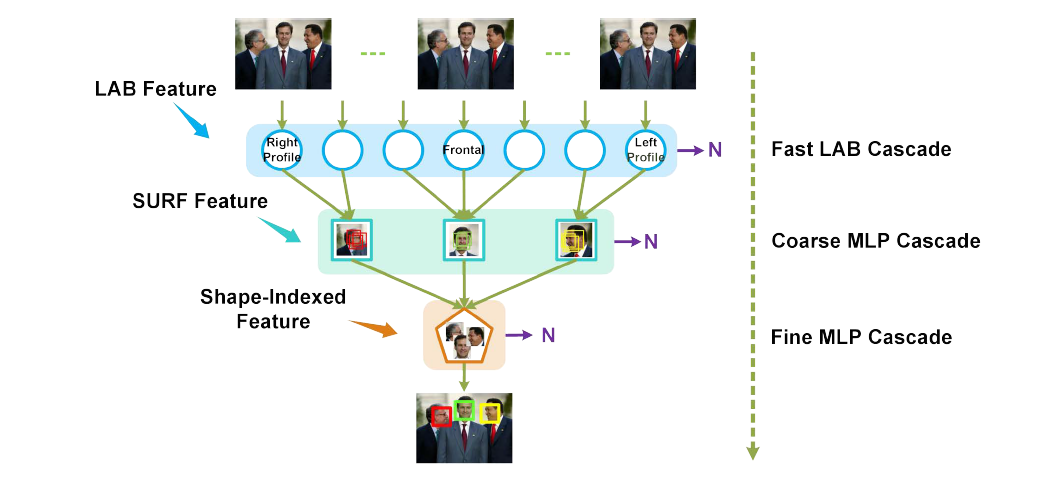 LAB Feature
Right
Profile
Frontal
Left
Profile
N
Fast LAB Cascade
SURF Feature
N
Coarse MLP Cascade
Shape-Indexed
Feature
N
Fine MLP Cascade